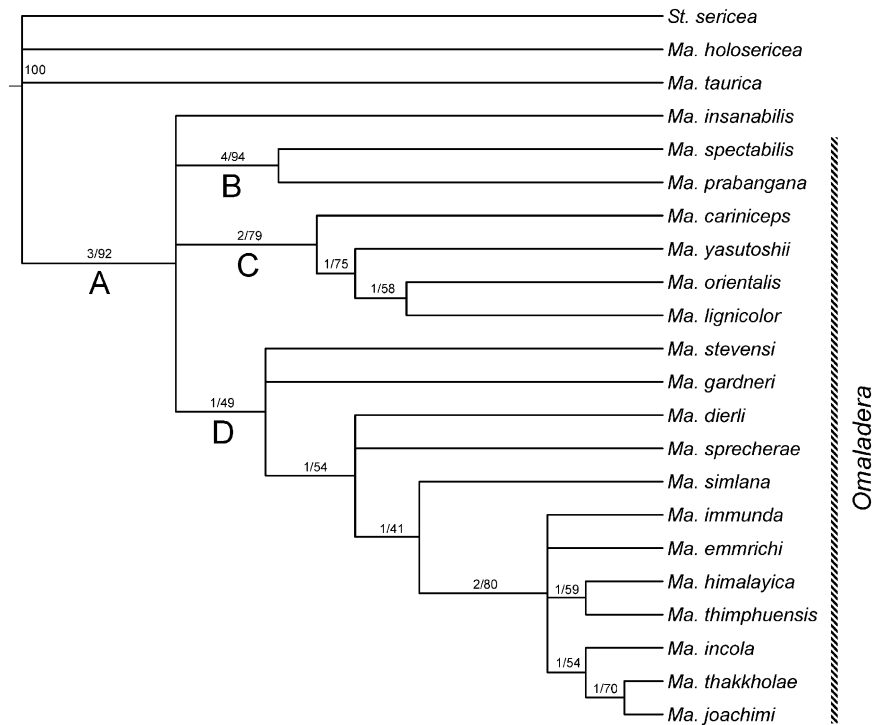 St. sericea
Ma. holosericea
100
Ma. taurica
Ma. insanabilis
4/94
Ma. spectabilis
B
Ma. prabangana
2/79
Ma. cariniceps
3/92
A
C
1/75
Ma. yasutoshii
1/58
Ma. orientalis
Ma. lignicolor
Ma. stevensi
1/49
D
Ma. gardneri
Ma. dierli
1/54
Ma. sprecherae
Ma. simlana
1/41
Ma. immunda
Ma. emmrichi
2/80
1/59
Ma. himalayica
Ma. thimphuensis
Ma. incola
1/54
1/70
Ma. thakkholae
Ma. joachimi
Omaladera